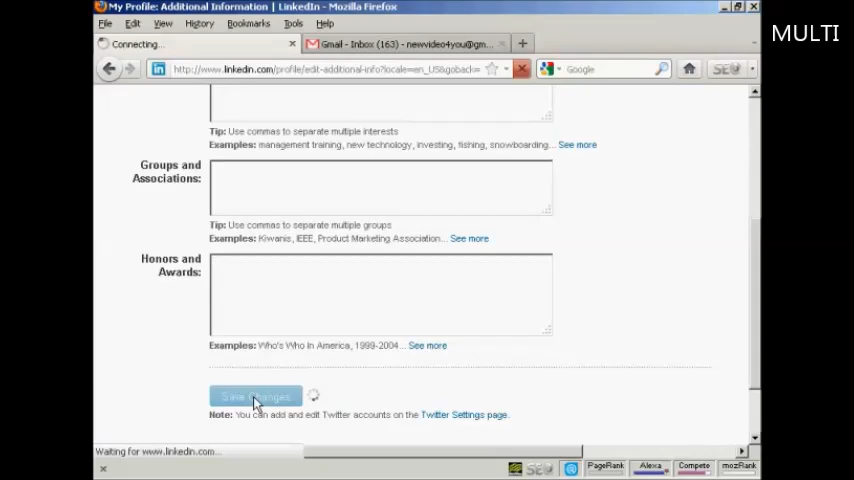 My Profile: Additional Information | LinkedIn - Mozilla Firefox
MULTI
File Edit View History Bookmarks Tools Help
Connecting...
Gmail - Inbox (163) - newvideo4you@gm...
http://www.linkedin.com/profile/edit-additional-info?locale=en_US&goback=
Google
SEO
Tip: Use commas to separate multiple interests
Examples: management training, new technology, investing, fishing, snowboarding... See more
Groups and Associations:
Tip: Use commas to separate multiple groups
Examples: Kiwanis, IEEE, Product Marketing Association... See more
Honors and Awards:
Examples: Who's Who In America, 1999-2004... See more
Save Changes
Note: You can add and edit Twitter accounts on the Twitter Settings page.
Waiting for www.linkedin.com...
SEO PageRank Alexa Compete mozRank